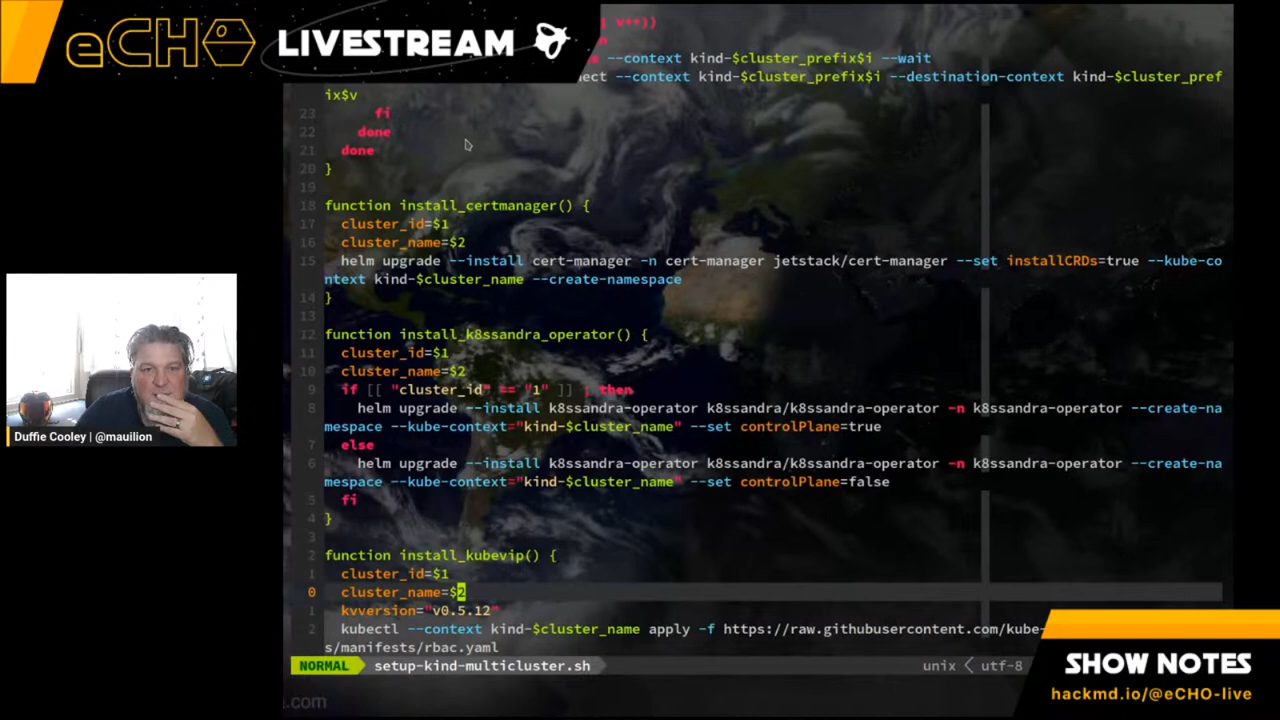 eCHO LIVESTREAM
; v++))
--context kind-$cluster_prefix$i --wait
ect --context kind-$cluster_prefix$i --destination-context kind-$cluster_pref
ix$v
23 fi
22 done
21 done
20 }
19
18 function install_certmanager() {
17 cluster_id=$1
16 cluster_name=$2
15 helm upgrade --install cert-manager -n cert-manager jetstack/cert-manager --set installCRDs=true --kube-co
ntext kind-$cluster_name --create-namespace
14 }
13
12 function install_k8ssandra_operator() {
11 cluster_id=$1
10 cluster_name=$2
9 if [[ "cluster_id" == "1" ]] ; then
8 helm upgrade --install k8ssandra-operator k8ssandra/k8ssandra-operator -n k8ssandra-operator --create-na
mespace --kube-context="kind-$cluster_name" --set controlPlane=true
7 else
6 helm upgrade --install k8ssandra-operator k8ssandra/k8ssandra-operator -n k8ssandra-operator --create-na
mespace --kube-context="kind-$cluster_name" --set controlPlane=false
5 fi
4 }
3
2 function install_kubevip() {
1 cluster_id=$1
0 cluster_name=$2
1 kvversion="v0.5.12"
2 kubectl --context kind-$cluster_name apply -f https://raw.githubusercontent.com/kube-
s/manifests/rbac.yaml
NORMAL setup-kind-multicluster.sh unix < utf-8
.com
Duffie Cooley | @mauilion
SHOW NOTES
hackmd.io/@eCHO-live